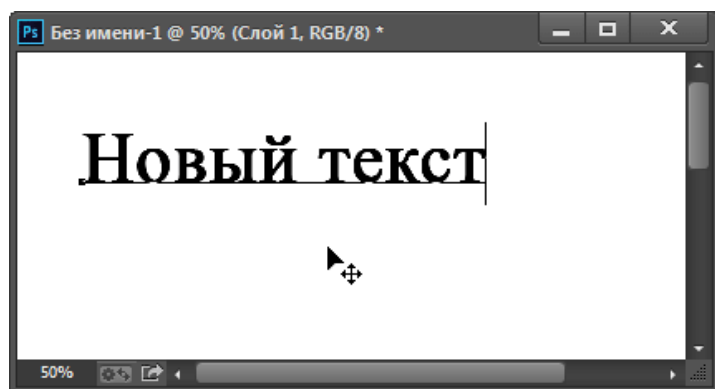 Ps Без имени-1 @ 50% (Слой 1, RGB/8) *
Новый текст
50%